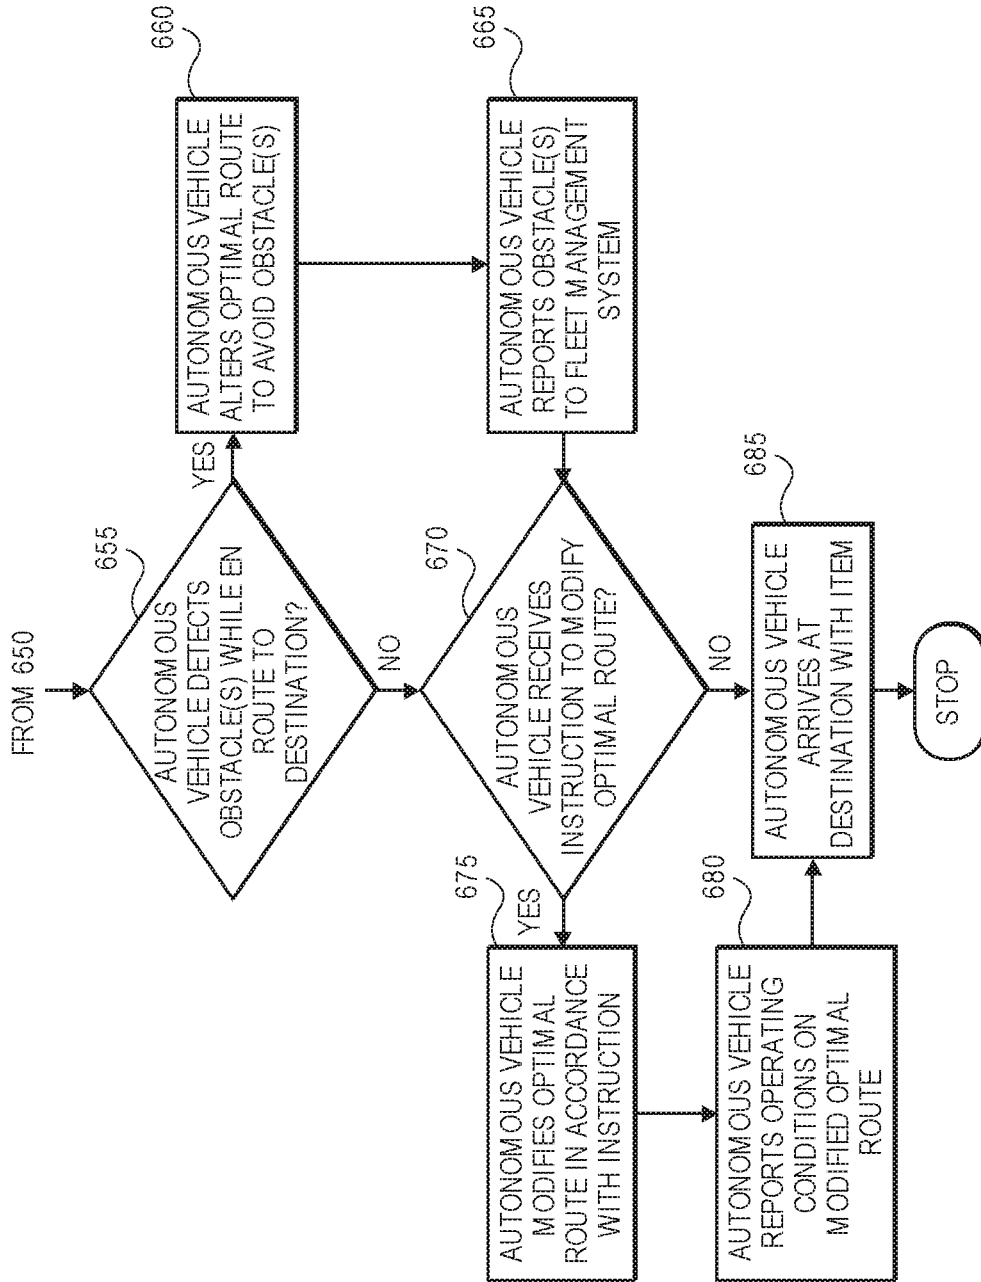 FROM 650
655
AUTONOMOUS
VEHICLE DETECTS
OBSTACLE(S) WHILE EN
ROUTE TO
DESTINATION?
YES
660
AUTONOMOUS VEHICLE
ALTERS OPTIMAL ROUTE
TO AVOID OBSTACLE(S)
665
AUTONOMOUS VEHICLE
REPORTS OBSTACLE(S)
TO FLEET MANAGEMENT
SYSTEM
NO
670
AUTONOMOUS
VEHICLE RECEIVES
INSTRUCTION TO MODIFY
OPTIMAL ROUTE?
YES
675
AUTONOMOUS VEHICLE
MODIFIES OPTIMAL
ROUTE IN ACCORDANCE
WITH INSTRUCTION
680
AUTONOMOUS VEHICLE
REPORTS OPERATING
CONDITIONS ON
MODIFIED OPTIMAL
ROUTE
NO
685
AUTONOMOUS VEHICLE
ARRIVES AT
DESTINATION WITH ITEM
STOP